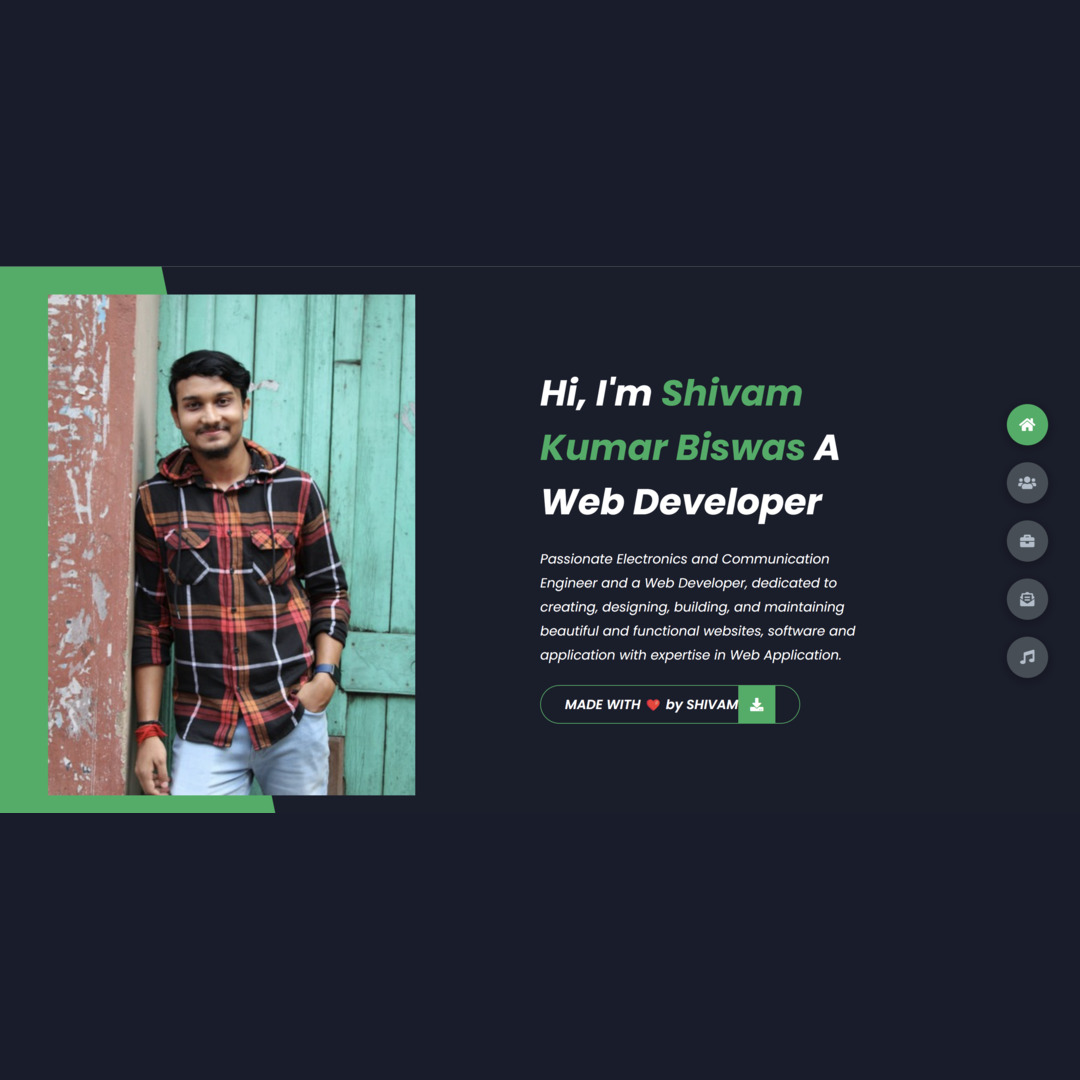 Hi, I'm Shivam
Kumar Biswas A
Web Developer
Passionate Electronics and Communication
Engineer and a Web Developer, dedicated to
creating, designing, building, and maintaining
beautiful and functional websites, software and
application with expertise in Web Application.
MADE WITH ❤️ by SHIVAM